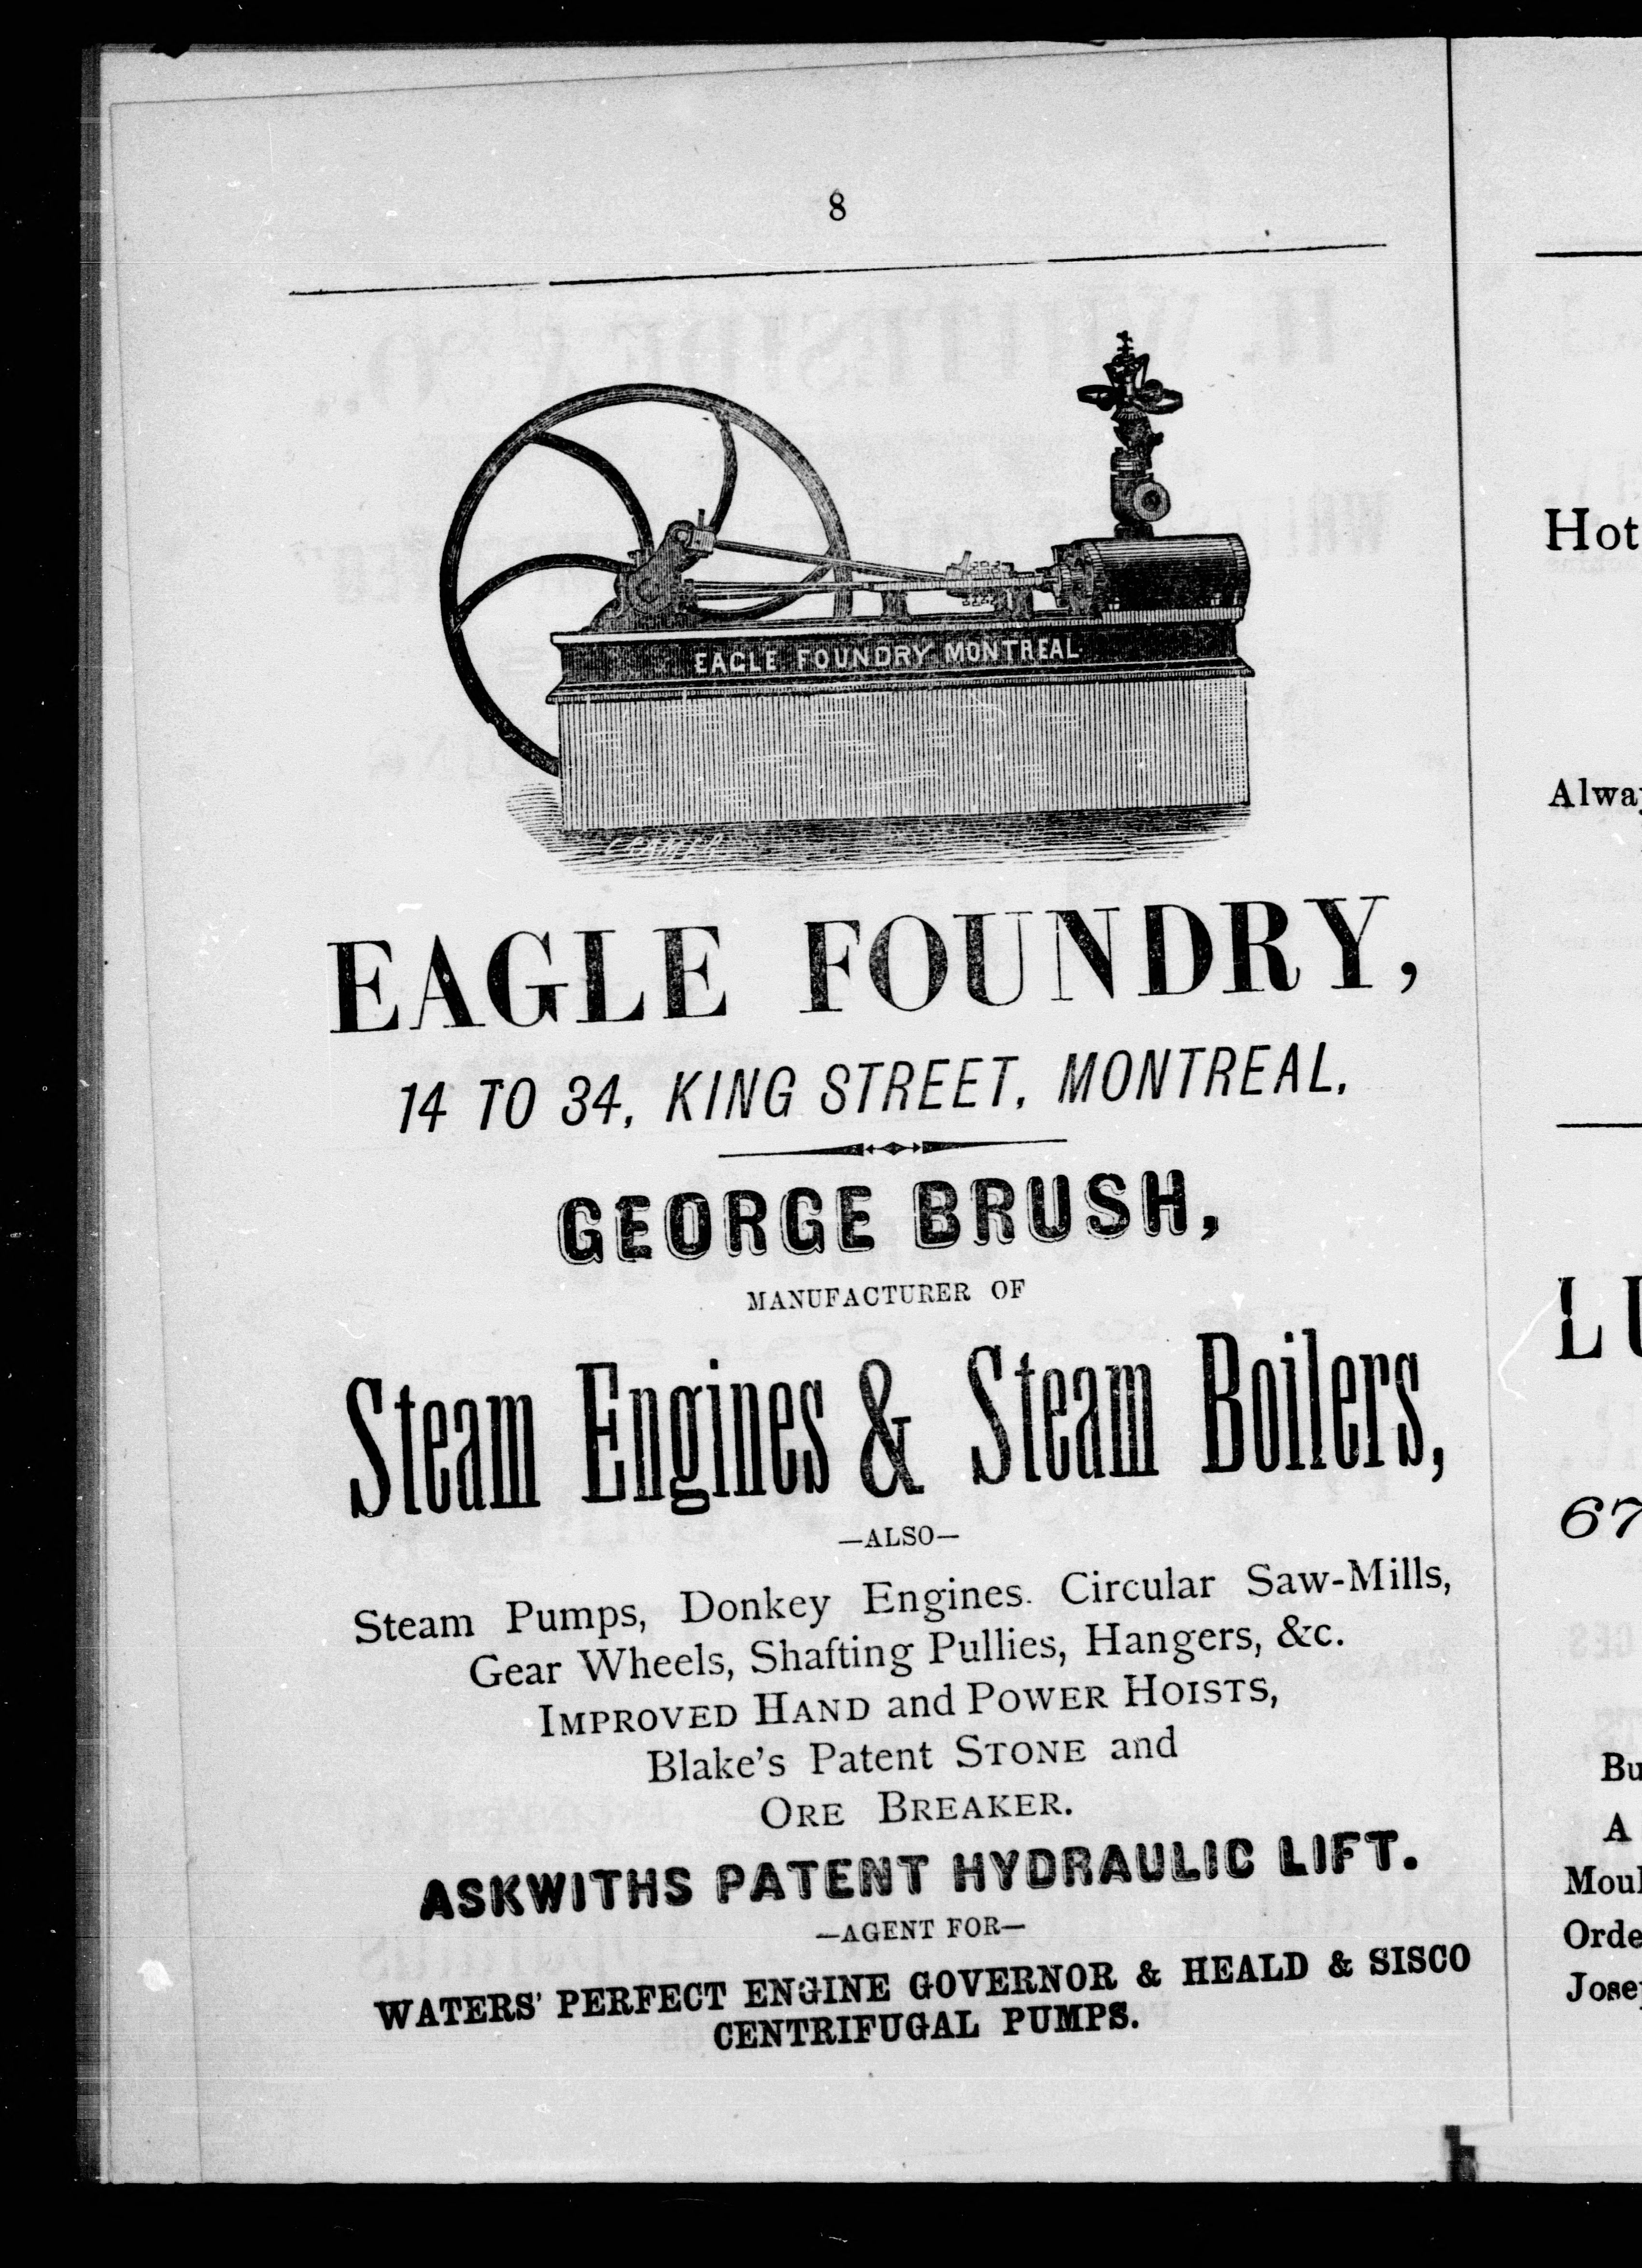 8
EAGLE FOUNDRY MONTREAL.
CRAMER.
EAGLE FOUNDRY,
14 TO 34, KING STREET, MONTREAL,
GEORGE BRUSH,
MANUFACTURER OF
Steam Engines & Steam Boilers,
—ALSO—
Steam Pumps, Donkey Engines. Circular Saw-Mills,
Gear Wheels, Shafting Pullies, Hangers, &c.
IMPROVED HAND and POWER HOISTS,
Blake's Patent STONE and
ORE BREAKER.
ASKWITHS PATENT HYDRAULIC LIFT.
—AGENT FOR—
WATERS' PERFECT ENGINE GOVERNOR & HEALD & SISCO
CENTRIFUGAL PUMPS.
Hot
Alway
LU
67
Bu
A
Moul
Orde
Josep